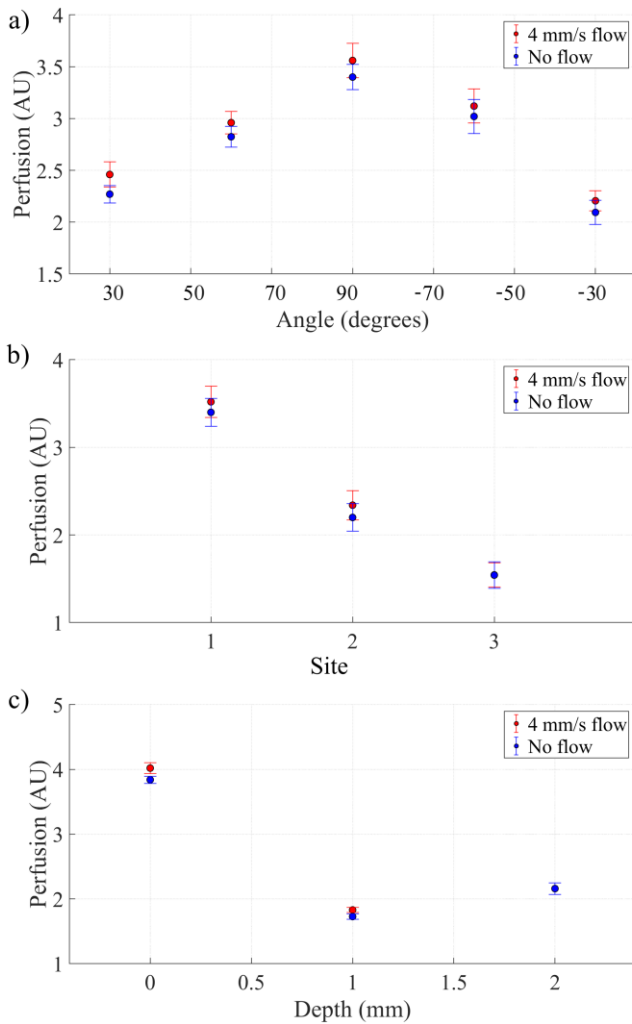 a)
4
3.5
3
2.5
2
1.5
Perfusion (AU)
4 mm/s flow
No flow
30 50 70 90 -70 -50 -30
Angle (degrees)
b)
4
3
2
1
Perfusion (AU)
4 mm/s flow
No flow
1 2 3
Site
c)
5
4
3
2
1
Perfusion (AU)
4 mm/s flow
No flow
0 0.5 1 1.5 2
Depth (mm)